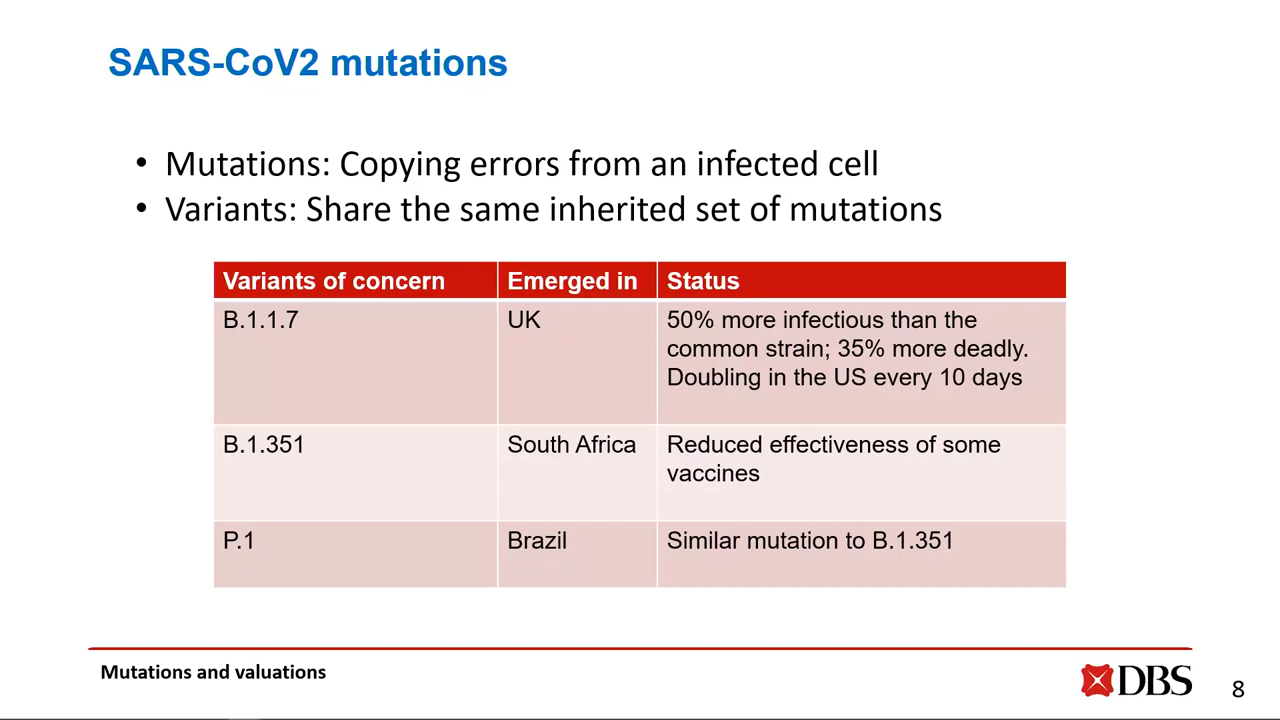 SARS-CoV2 mutations
• Mutations: Copying errors from an infected cell
• Variants: Share the same inherited set of mutations
Variants of concern Emerged in Status
B.1.1.7 UK 50% more infectious than the
common strain; 35% more deadly.
Doubling in the US every 10 days
B.1.351 South Africa Reduced effectiveness of some
vaccines
P.1 Brazil Similar mutation to B.1.351
Mutations and valuations
DBS
8